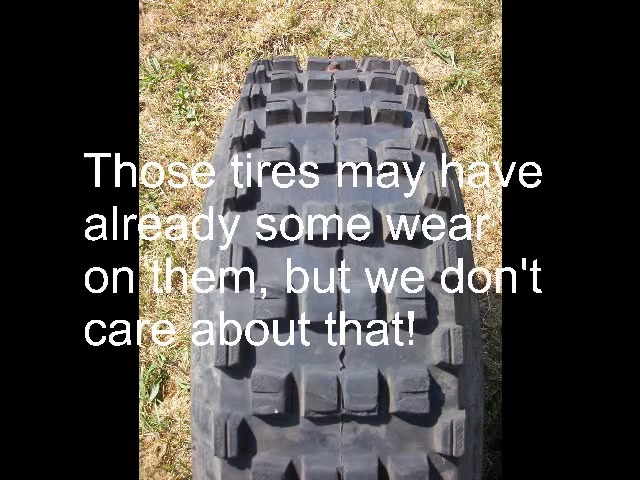 Those tires may have
already some wear
on them, but we don't
care about that!